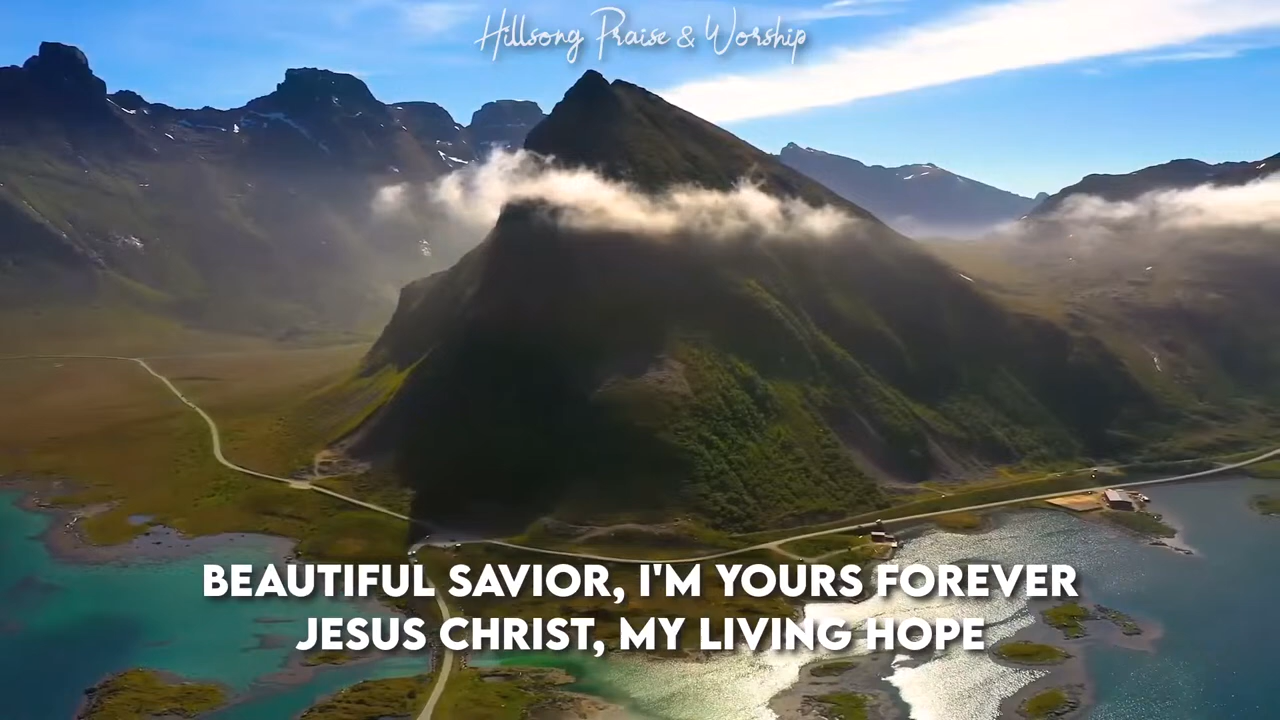 Hillsong Praise & Worship
BEAUTIFUL SAVIOR, I'M YOURS FOREVER
JESUS CHRIST, MY LIVING HOPE